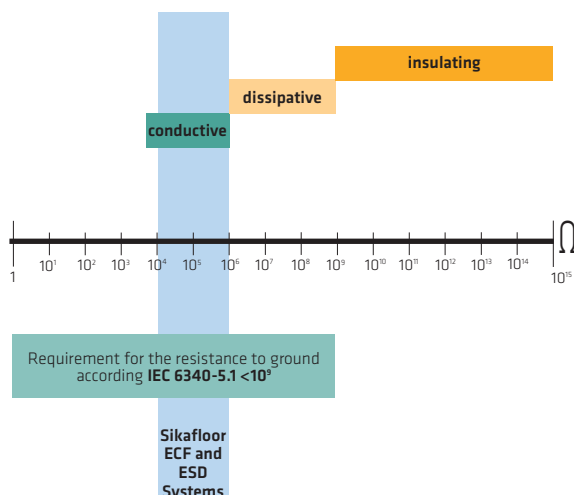 insulating
dissipative
conductive
Ω
1 10¹ 10² 10³ 10⁴ 10⁵ 10⁶ 10⁷ 10⁸ 10⁹ 10¹⁰ 10¹¹ 10¹² 10¹³ 10¹⁴ 10¹⁵
Requirement for the resistance to ground
according IEC 6340-5.1 <10⁹
Sikafloor
ECF and
ESD
Systems